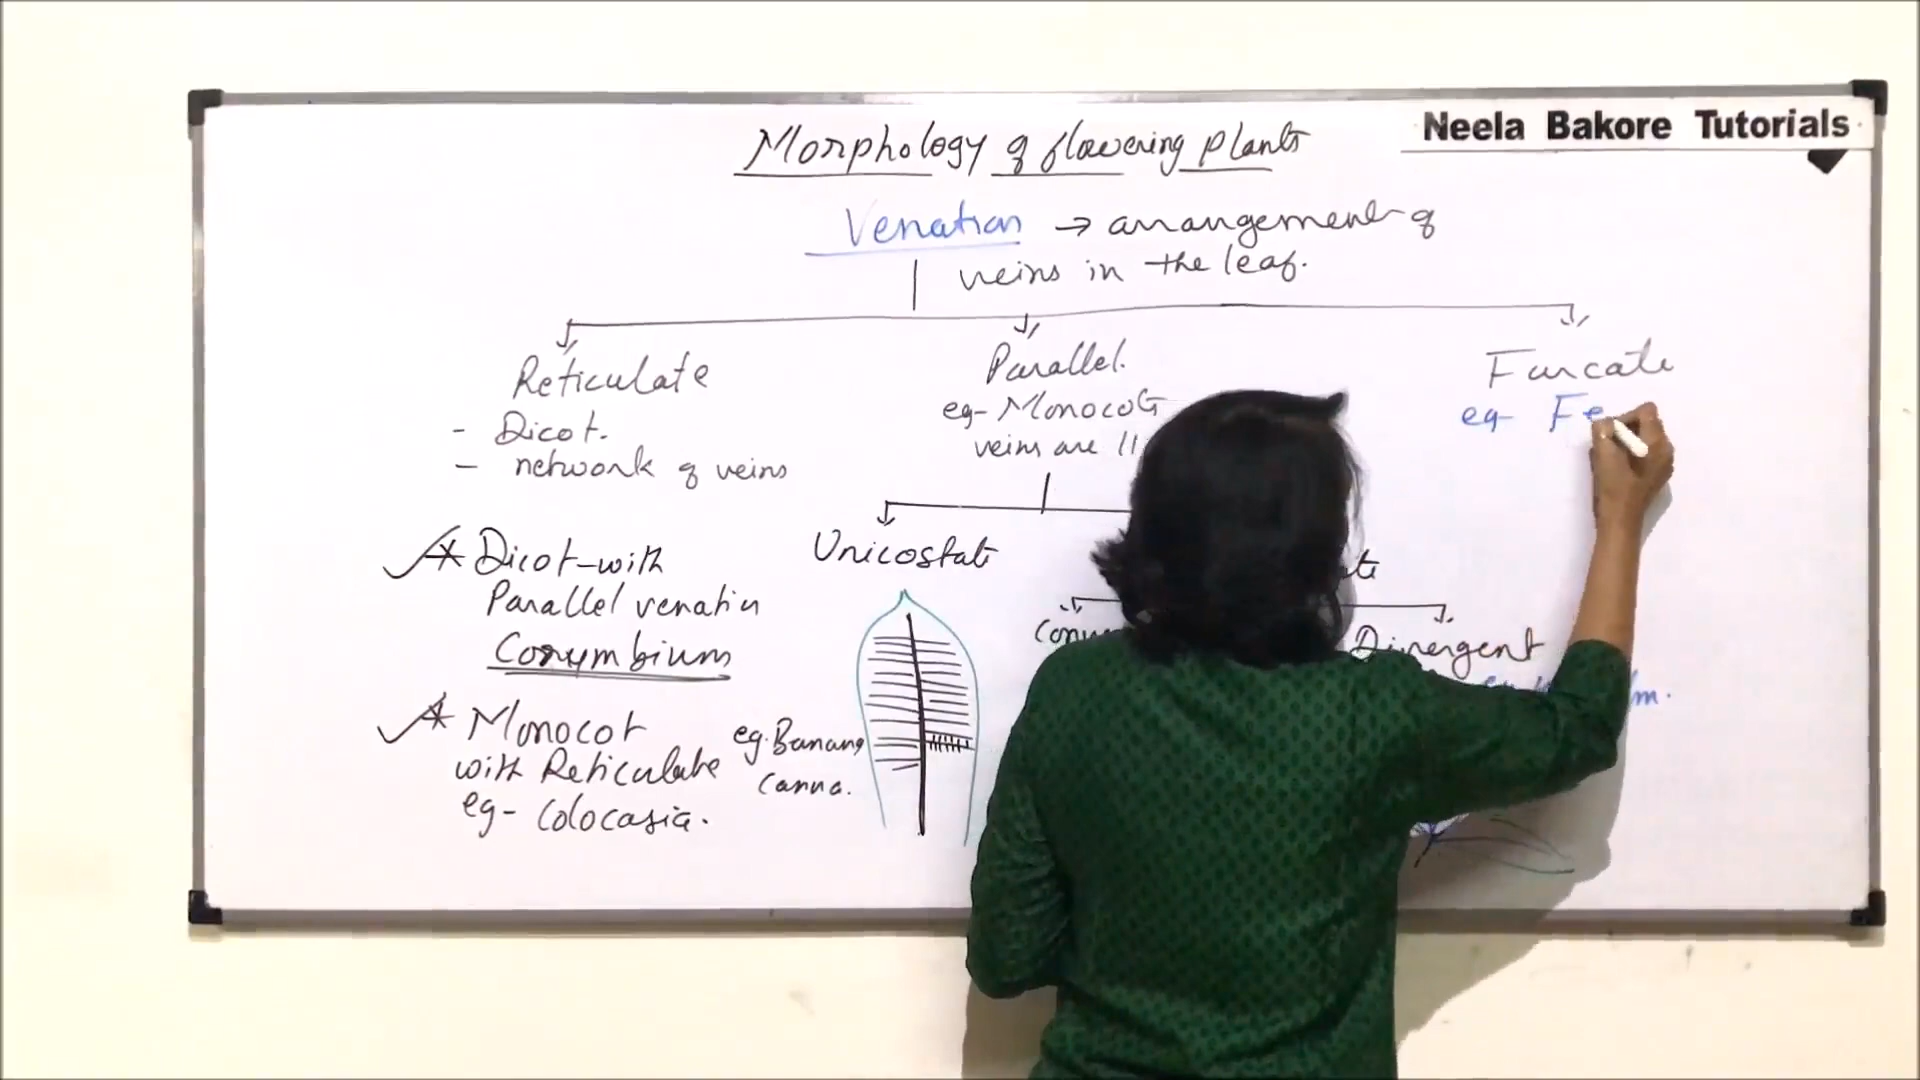 Neela Bakore Tutorials
Morphology of flowering plants
Venation → arrangement of
veins in the leaf.
Reticulate
- Dicot.
- network of veins
Parallel.
eg- Monocots
veins are ||
Furcate
eg- Fe
* Dicot-with
Parallel venation
Corymbium
* Monocot
with Reticulate
eg- Colocasia.
Unicostate
eg. Banana
Canna.
Divergent